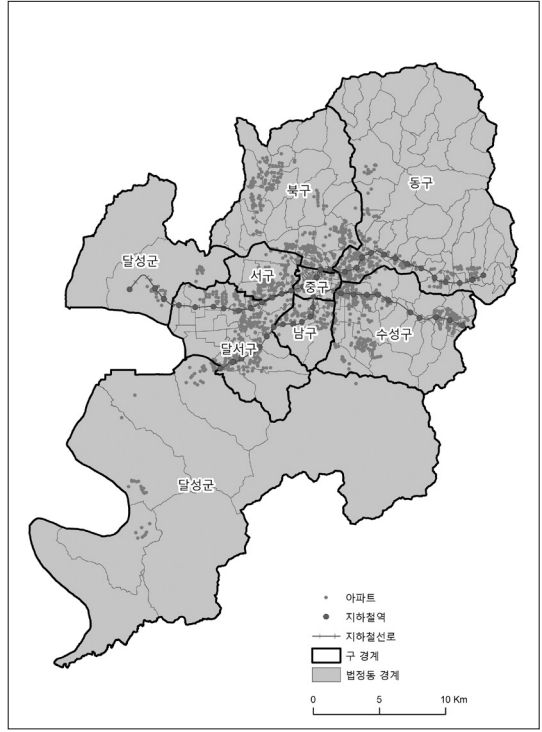 북구
동구
달성군
서구
중구
달서구
남구
수성구
달성군
아파트
지하철역
지하철선로
구 경계
법정동 경계
0 5 10 Km